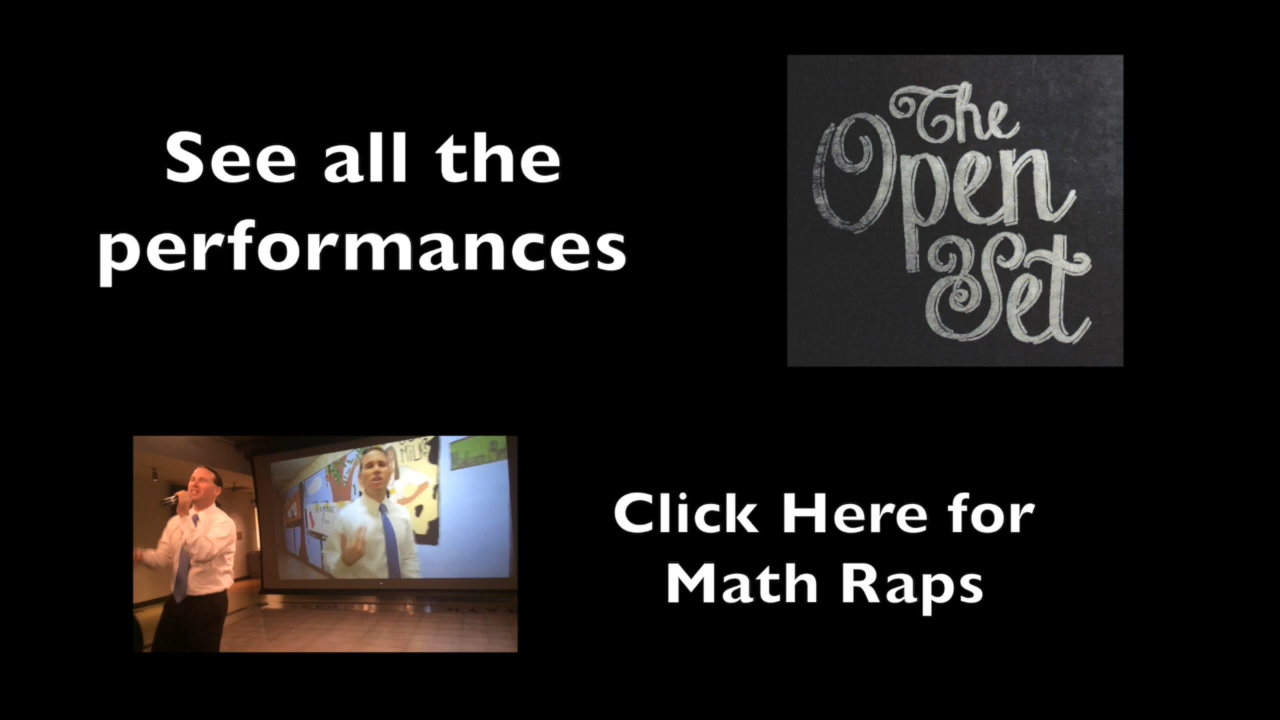 See all the
performances
The
Open
Set
Click Here for
Math Raps